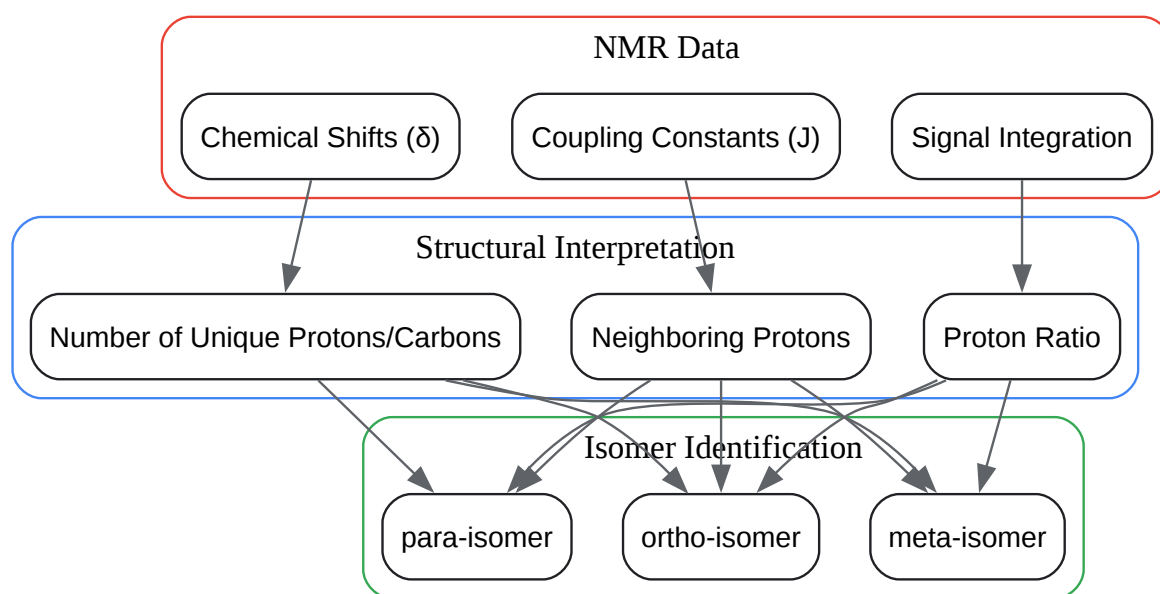 NMR Data
Chemical Shifts (δ)
Coupling Constants (J)
Signal Integration
Structural Interpretation
Number of Unique Protons/Carbons
Neighboring Protons
Proton Ratio
Isomer Identification
para-isomer
ortho-isomer
meta-isomer